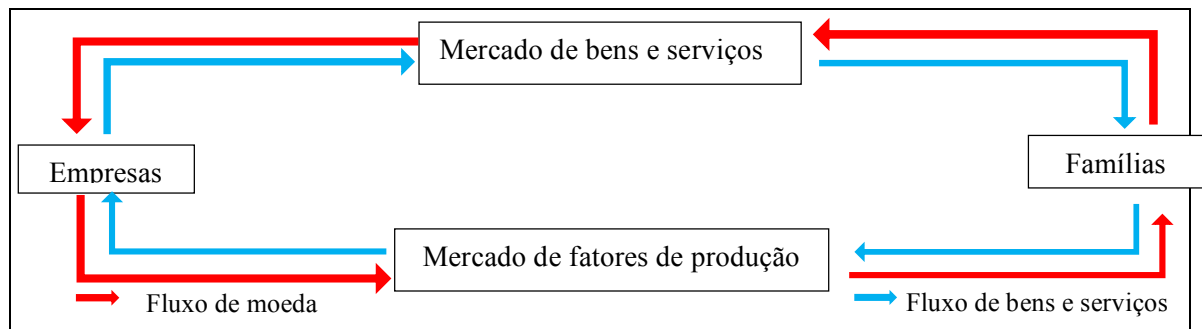 Mercado de bens e serviços
Empresas
Famílias
Mercado de fatores de produção
Fluxo de moeda
Fluxo de bens e serviços